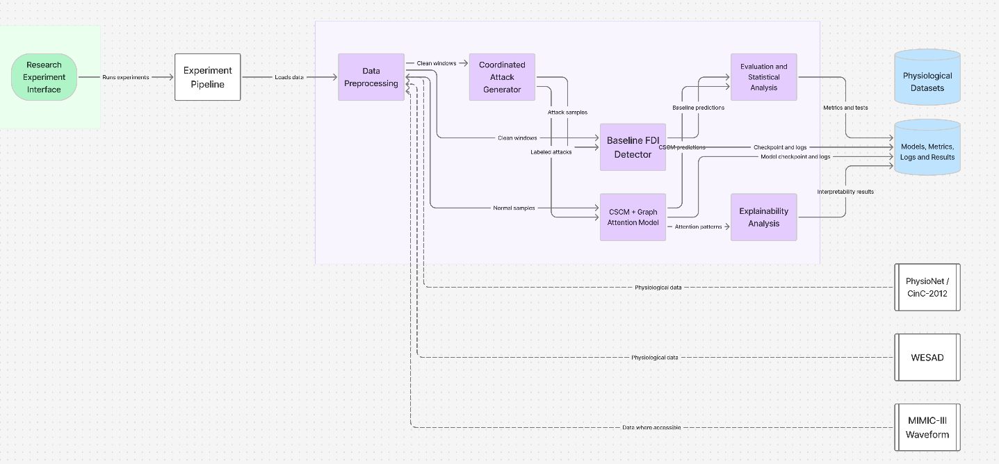 Research
Experiment
Interface
Runs experiments
Experiment
Pipeline
Loads data
Data
Preprocessing
Clean windows
Coordinated
Attack
Generator
Evaluation and
Statistical
Analysis
Physiological
Datasets
Attack samples
Baseline predictions
Metrics and tests
Clean windows
Labeled attacks
Baseline FDI
Detector
CSCM predictions
Checkpoint and logs
Model checkpoint and logs
Models, Metrics,
Logs and Results
Interpretability results
Normal samples
CSCM + Graph
Attention Model
Attention patterns
Explainability
Analysis
Physiological data
PhysioNet /
CinC-2012
Physiological data
WESAD
Data where accessible
MIMIC-III
Waveform